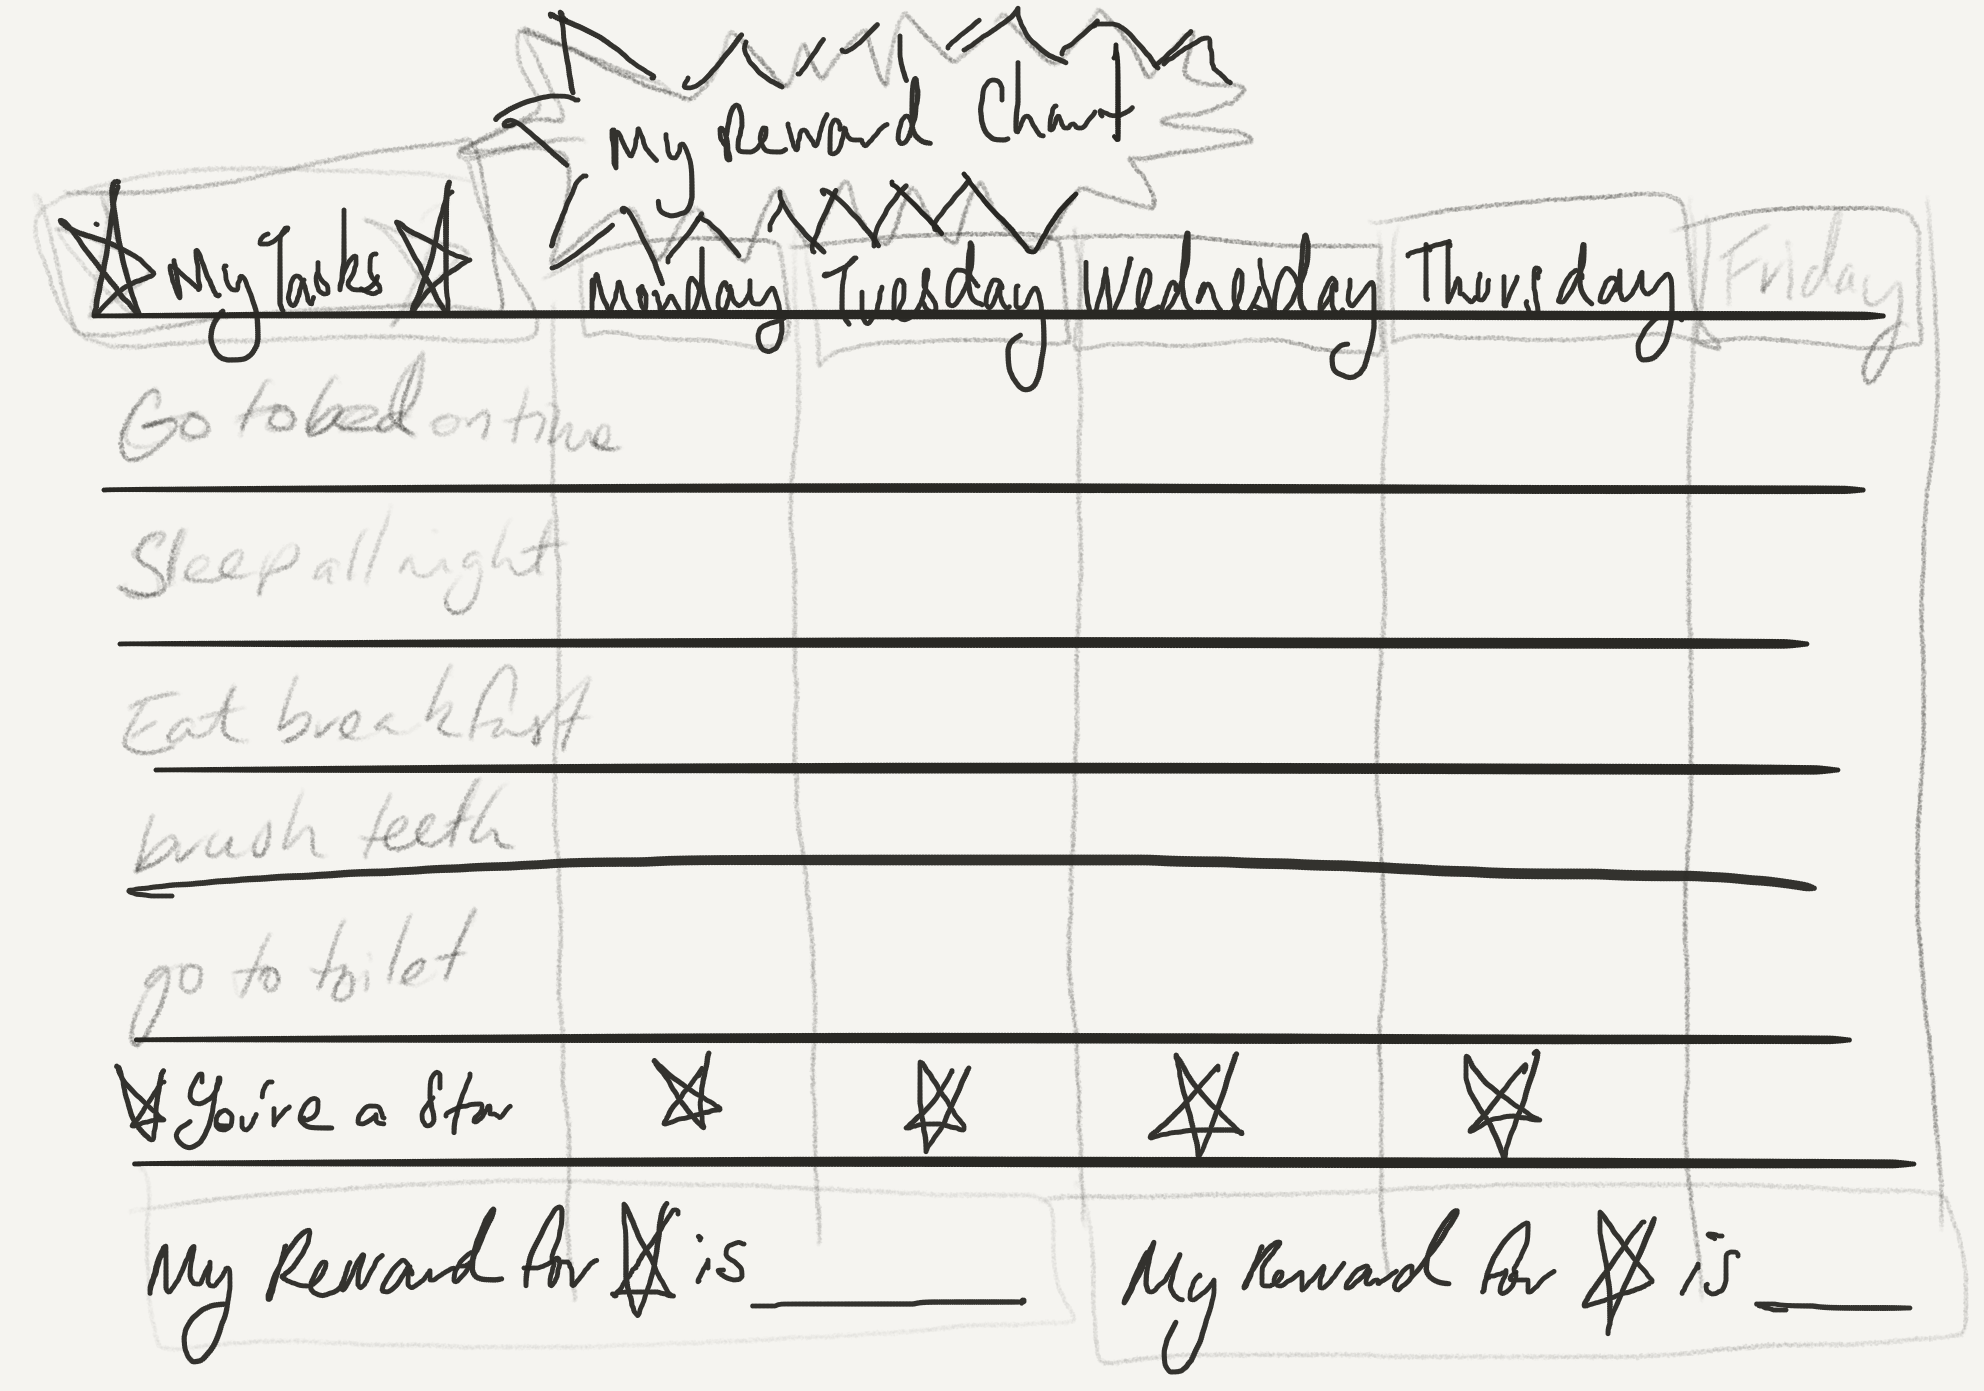 My Reward Chart
My Tasks Monday Tuesday Wednesday Thursday Friday
Go to bed on time
Sleep all night
Eat breakfast
brush teeth
go to toilet
You're a star
My Reward for is ________ My Reward for is ____